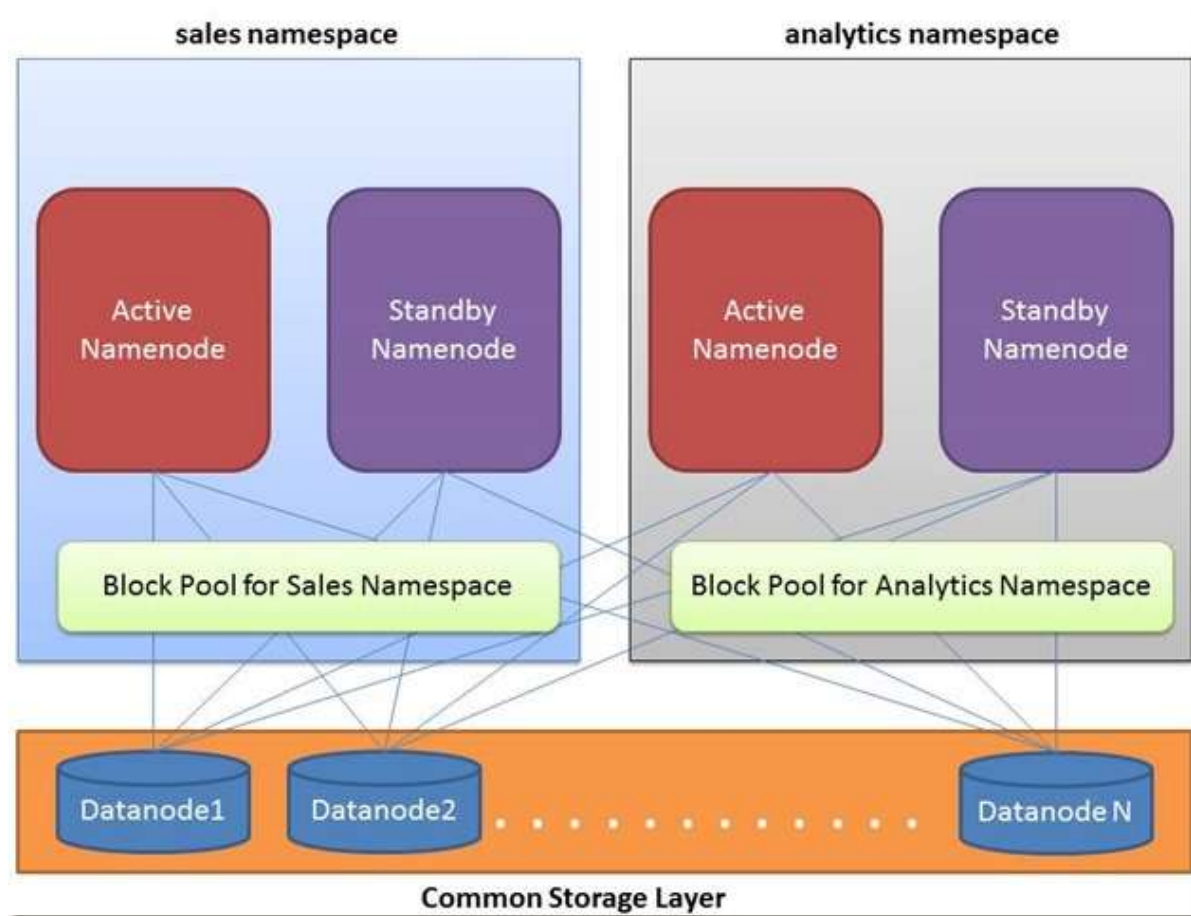 sales namespace
analytics namespace
Active
Namenode
Standby
Namenode
Active
Namenode
Standby
Namenode
Block Pool for Sales Namespace
Block Pool for Analytics Namespace
Datanode1
Datanode2
Datanode N
Common Storage Layer